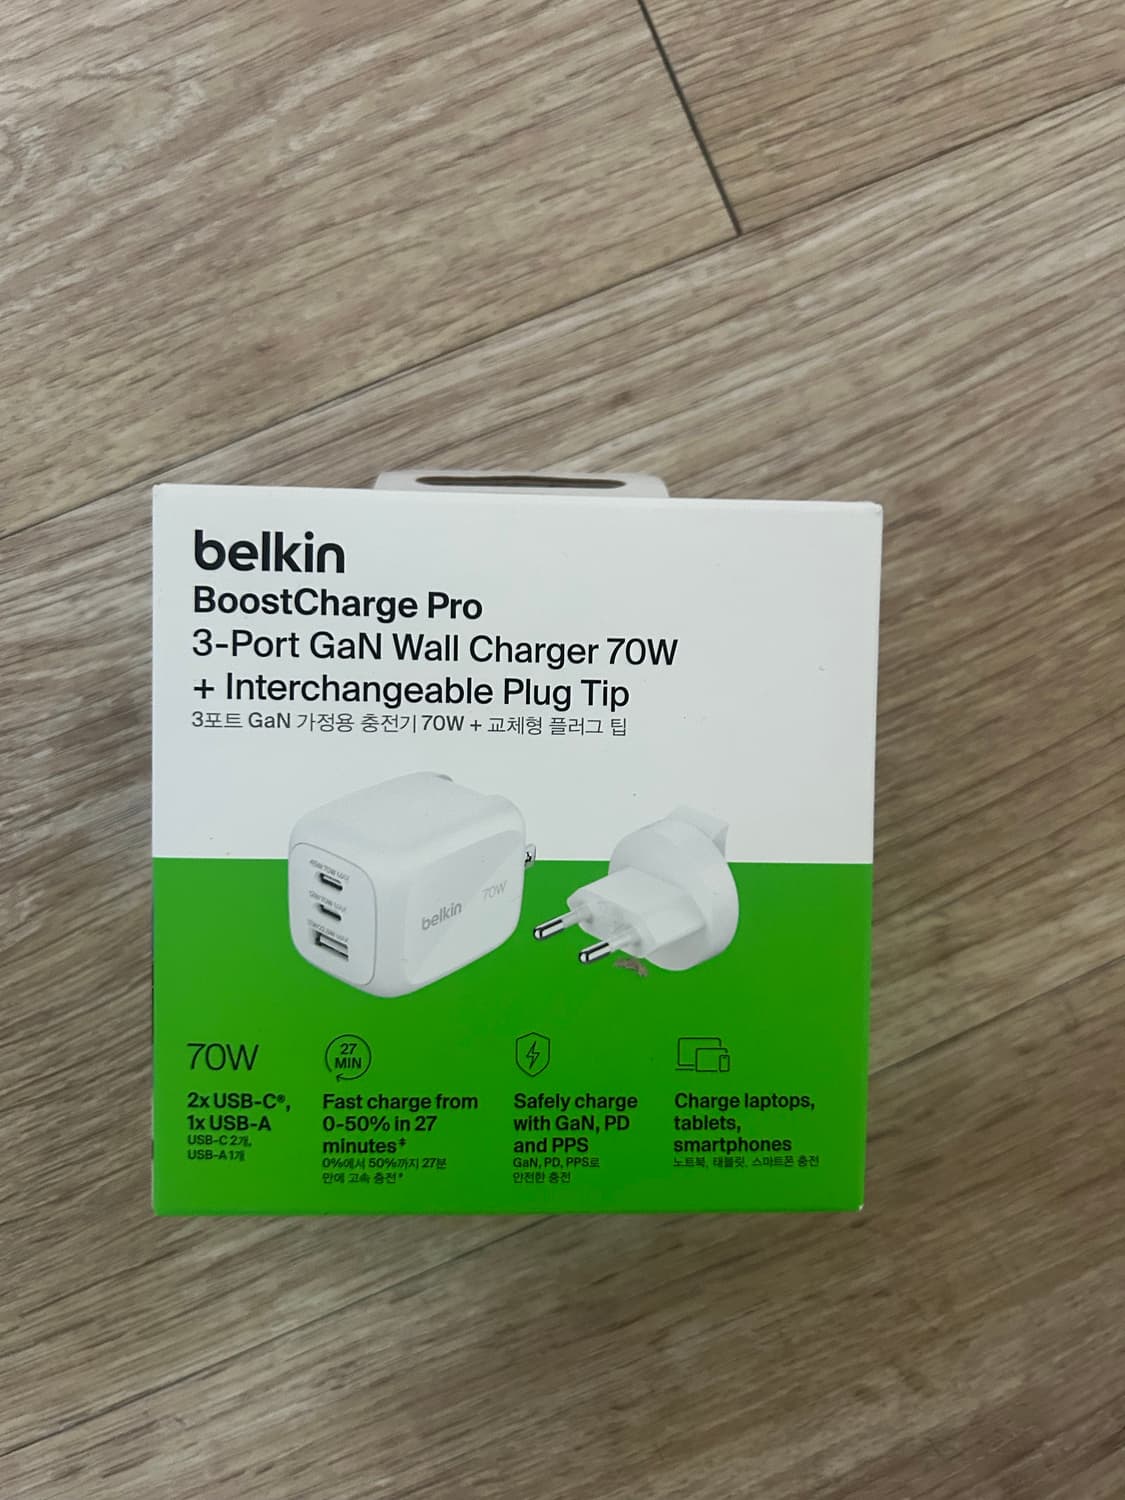 belkin
BoostCharge Pro
3-Port GaN Wall Charger 70W
+ Interchangeable Plug Tip
3포트 GaN 가정용 충전기 70W + 교체형 플러그 팁
belkin
70W
70W
2x USB-C®,
1x USB-A
USB-C 2개,
USB-A 1개
27
MIN
Fast charge from
0-50% in 27
minutes‡
0%에서 50%까지 27분
만에 고속 충전‡
Safely charge
with GaN, PD
and PPS
GaN, PD, PPS로
안전한 충전
Charge laptops,
tablets,
smartphones
노트북, 태블릿, 스마트폰 충전